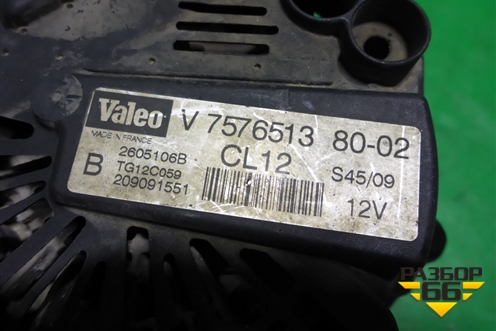 Valeo V 7576513 80-02
MADE IN FRANCE
B 2605106B CL12 S45/09
TG12C059
209091551 12V
РАЗБОР
66